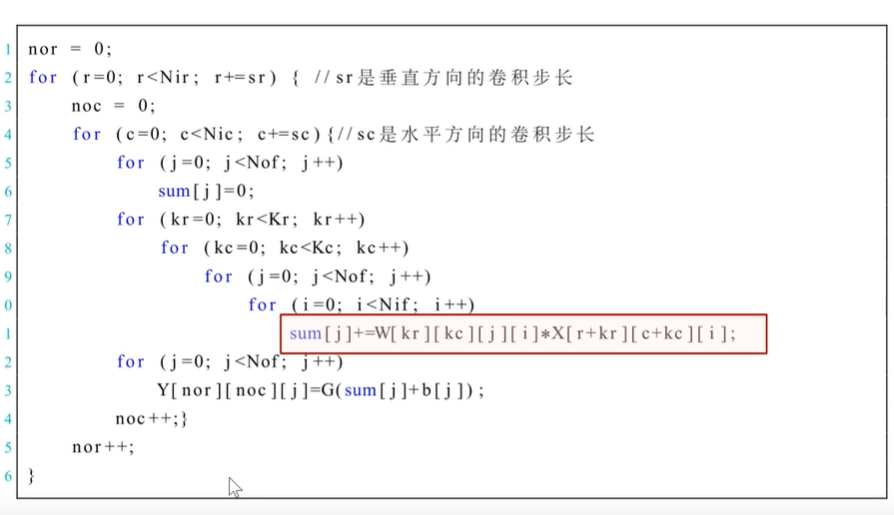 1 nor = 0;
2 for (r=0; r<Nir; r+=sr) { //sr是垂直方向的卷积步长
3 noc = 0;
4 for (c=0; c<Nic; c+=sc){//sc是水平方向的卷积步长
5 for (j=0; j<Nof; j++)
6 sum[j]=0;
7 for (kr=0; kr<Kr; kr++)
8 for (kc=0; kc<Kc; kc++)
9 for (j=0; j<Nof; j++)
0 for (i=0; i<Nif; i++)
1 sum[j]+=W[kr][kc][j][i]*X[r+kr][c+kc][i];
2 for (j=0; j<Nof; j++)
3 Y[nor][noc][j]=G(sum[j]+b[j]);
4 noc++;}
5 nor++;
6 }